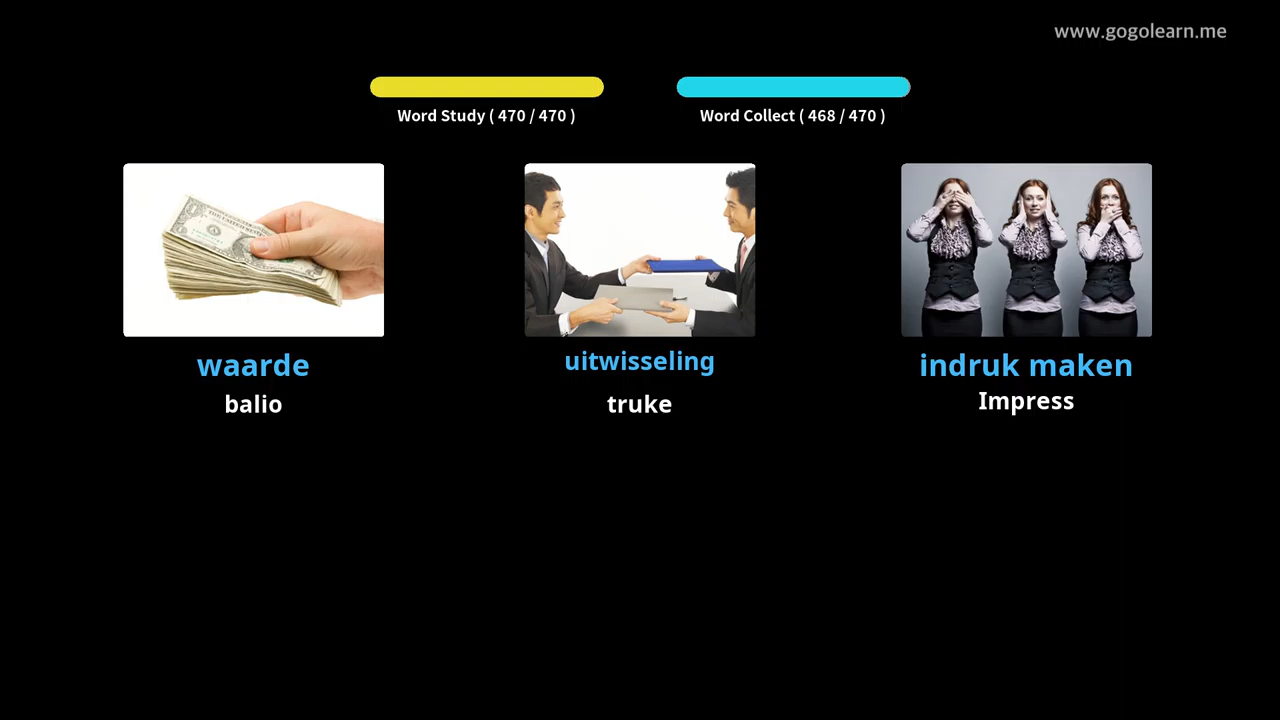 www.gogolearn.me
Word Study ( 470 / 470 )
Word Collect ( 468 / 470 )
waarde
balio
uitwisseling
truke
indruk maken
Impress